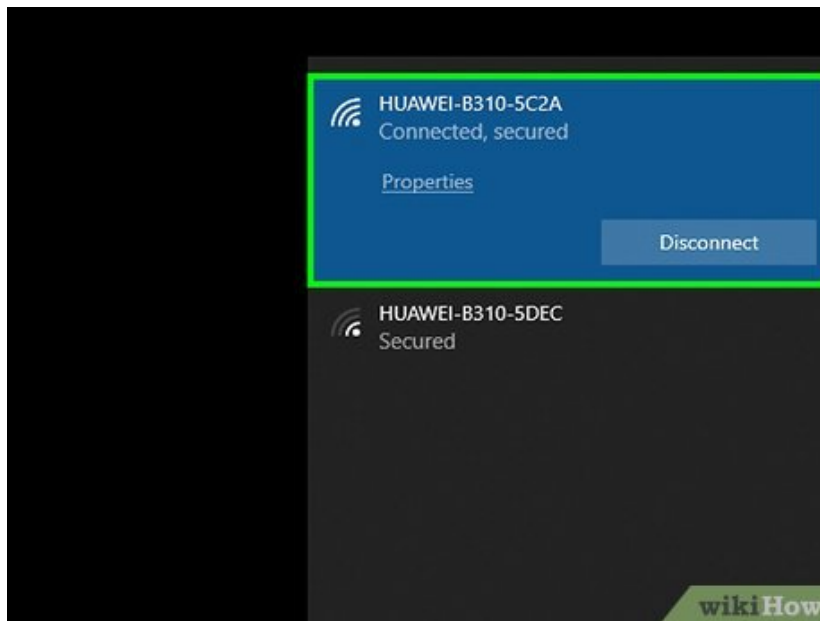 HUAWEI-B310-5C2A
Connected, secured
Properties
Disconnect
HUAWEI-B310-5DEC
Secured
wikiHow